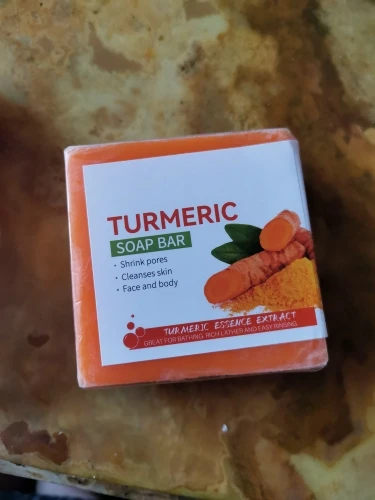 TURMERIC
SOAP BAR
• Shrink pores
• Cleanses skin
• Face and body
TURMERIC ESSENCE EXTRACT
GREAT FOR BATHING, RICH LATHER AND EASY RINSING